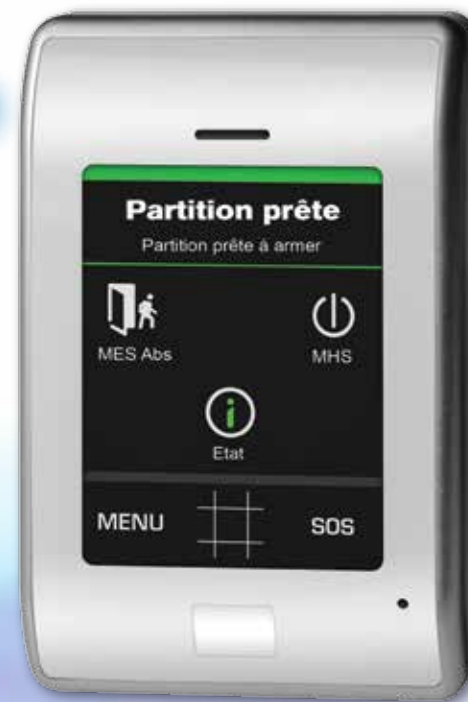 Partition prête
Partition prête à armer
MES Abs
MHS
Etat
MENU
SOS